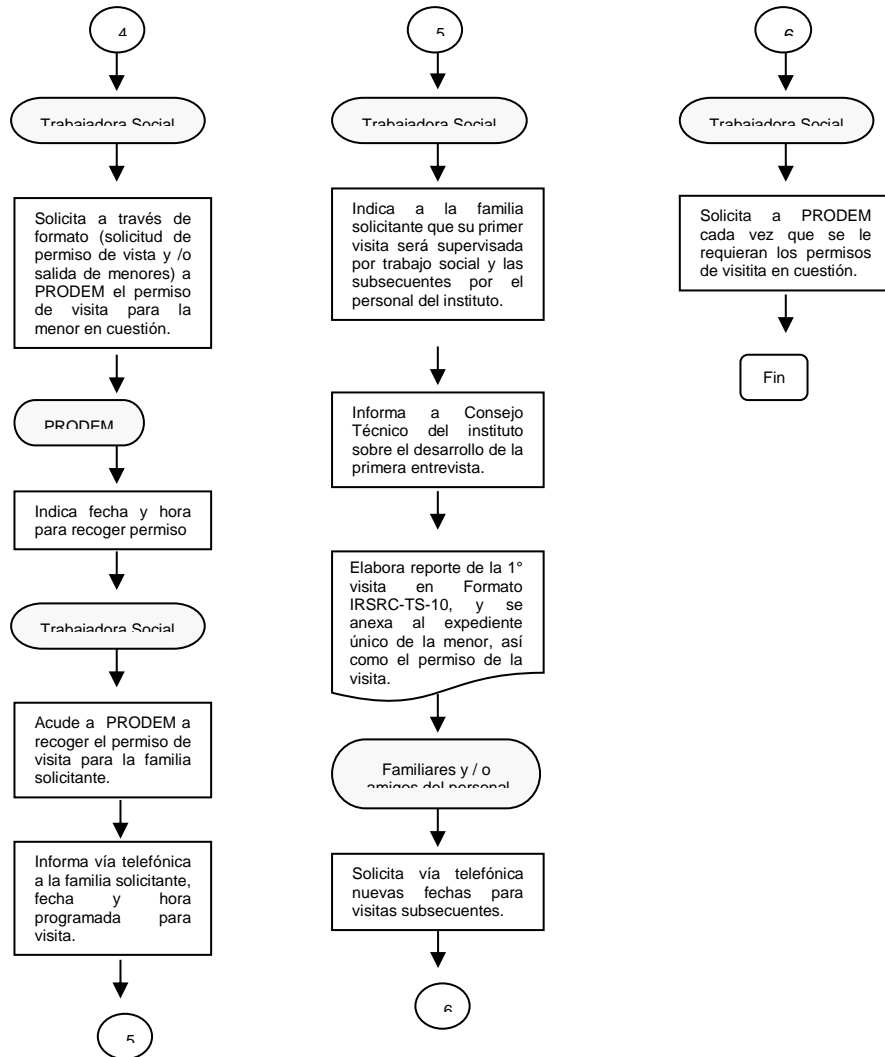 4
Trabajadora Social
Solicita a través de
formato (solicitud de
permiso de vista y /o
salida de menores) a
PRODEM el permiso
de visita para la
menor en cuestión.
PRODEM
Indica fecha y hora
para recoger permiso
Trabajadora Social
Acude a PRODEM a
recoger el permiso de
visita para la familia
solicitante.
Informa vía telefónica
a la familia solicitante,
fecha y hora
programada para
visita.
5
5
Trabajadora Social
Indica a la familia
solicitante que su primer
visita será supervisada
por trabajo social y las
subsecuentes por el
personal del instituto.
Informa a Consejo
Técnico del instituto
sobre el desarrollo de la
primera entrevista.
Elabora reporte de la 1°
visita en Formato
IRSRC-TS-10, y se
anexa al expediente
único de la menor, así
como el permiso de la
visita.
Familiares y / o
amigos del personal
Solicita vía telefónica
nuevas fechas para
visitas subsecuentes.
6
6
Trabajadora Social
Solicita a PRODEM
cada vez que se le
requieran los permisos
de visitita en cuestión.
Fin